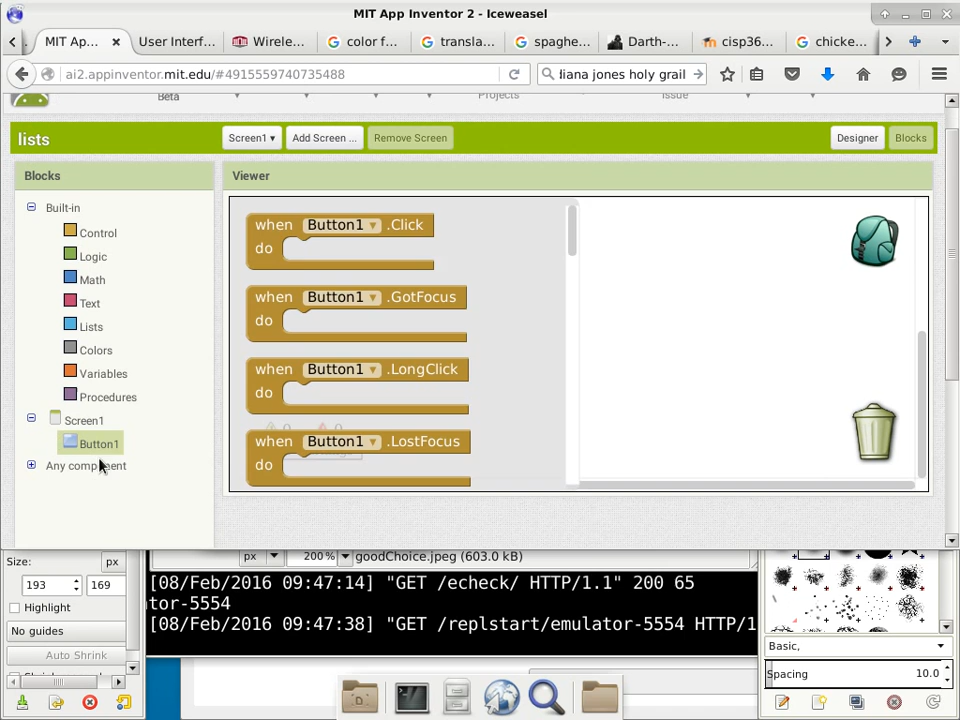 MIT App Inventor 2 - Iceweasel
MIT Ap...
User Interf...
Wirele...
color f...
transla...
spaghe...
Darth-...
cisp36...
chicke...
ai2.appinventor.mit.edu/#4915559740735488
liana jones holy grail
Beta
Projects
Issue
lists
Screen1 ▾
Add Screen ...
Remove Screen
Designer
Blocks
Blocks
Viewer
Built-in
Control
Logic
Math
Text
Lists
Colors
Variables
Procedures
Screen1
Button1
Any component
when Button1 .Click
do
when Button1 .GotFocus
do
when Button1 .LongClick
do
when Button1 .LostFocus
do
Size:
px
193
169
Highlight
No guides
Auto Shrink
px
200%
goodChoice.jpeg (603.0 kB)
[08/Feb/2016 09:47:14] "GET /echeck/ HTTP/1.1" 200 65
tor-5554
[08/Feb/2016 09:47:38] "GET /replstart/emulator-5554 HTTP/1
Basic,
Spacing
10.0